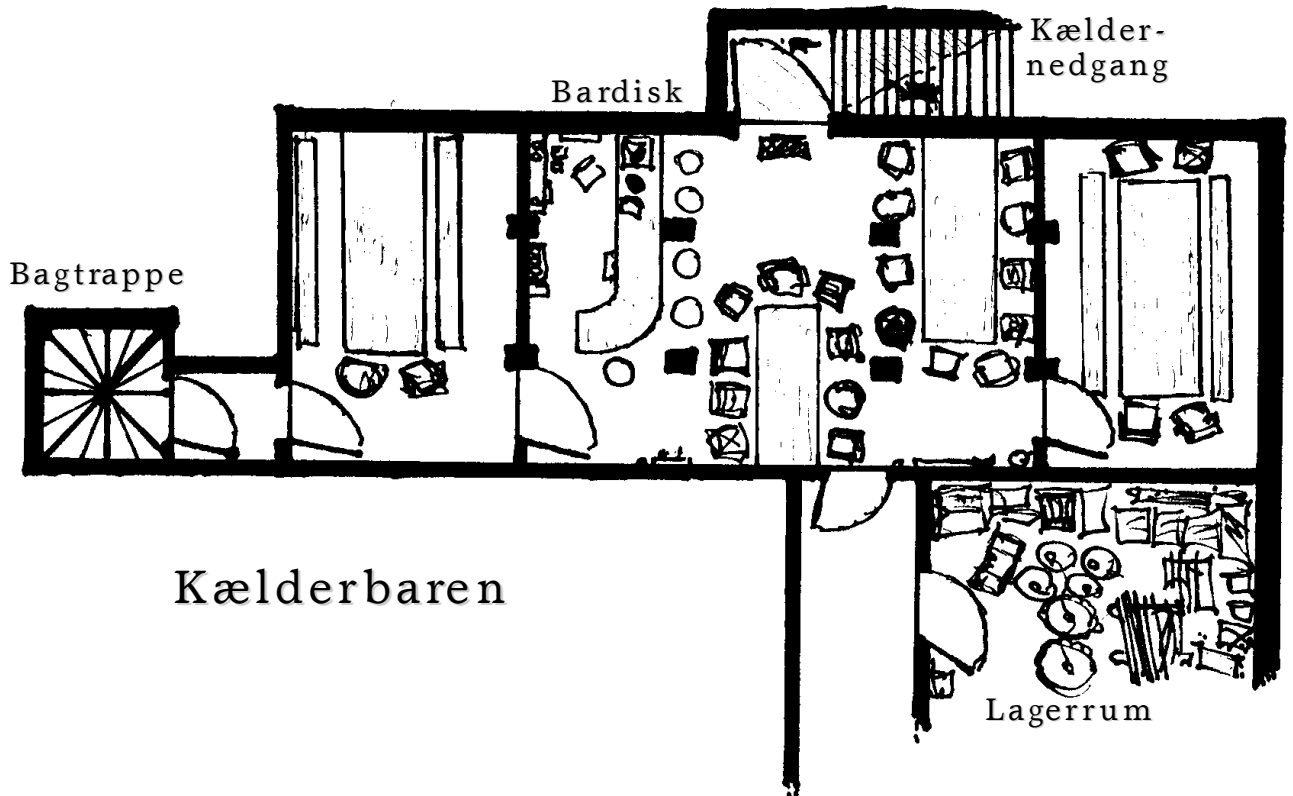 Kælder-
nedgang
Bardisk
Bagtrappe
Kælderbaren
Lagerrum